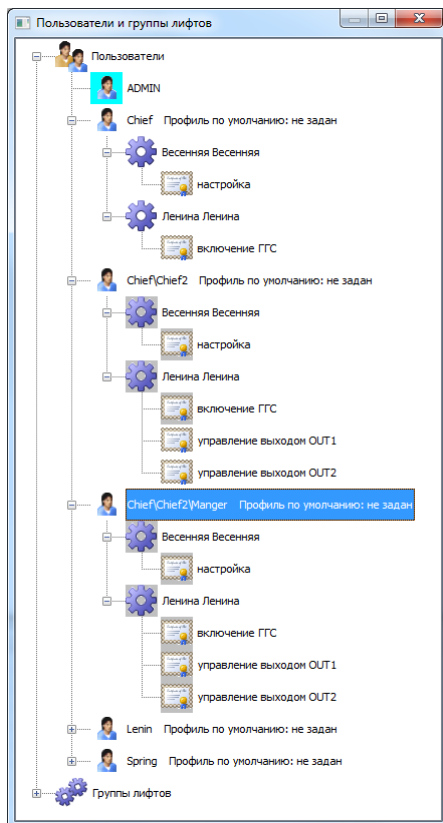 Пользователи и группы лифтов
Пользователи
ADMIN
Chief Профиль по умолчанию: не задан
Весенняя Весенняя
настройка
Ленина Ленина
включение ГГС
Chief\Chief2 Профиль по умолчанию: не задан
Весенняя Весенняя
настройка
Ленина Ленина
включение ГГС
управление выходом OUT1
управление выходом OUT2
Chief\Chief2\Manger Профиль по умолчанию: не задан
Весенняя Весенняя
настройка
Ленина Ленина
включение ГГС
управление выходом OUT1
управление выходом OUT2
Lenin Профиль по умолчанию: не задан
Spring Профиль по умолчанию: не задан
Группы лифтов